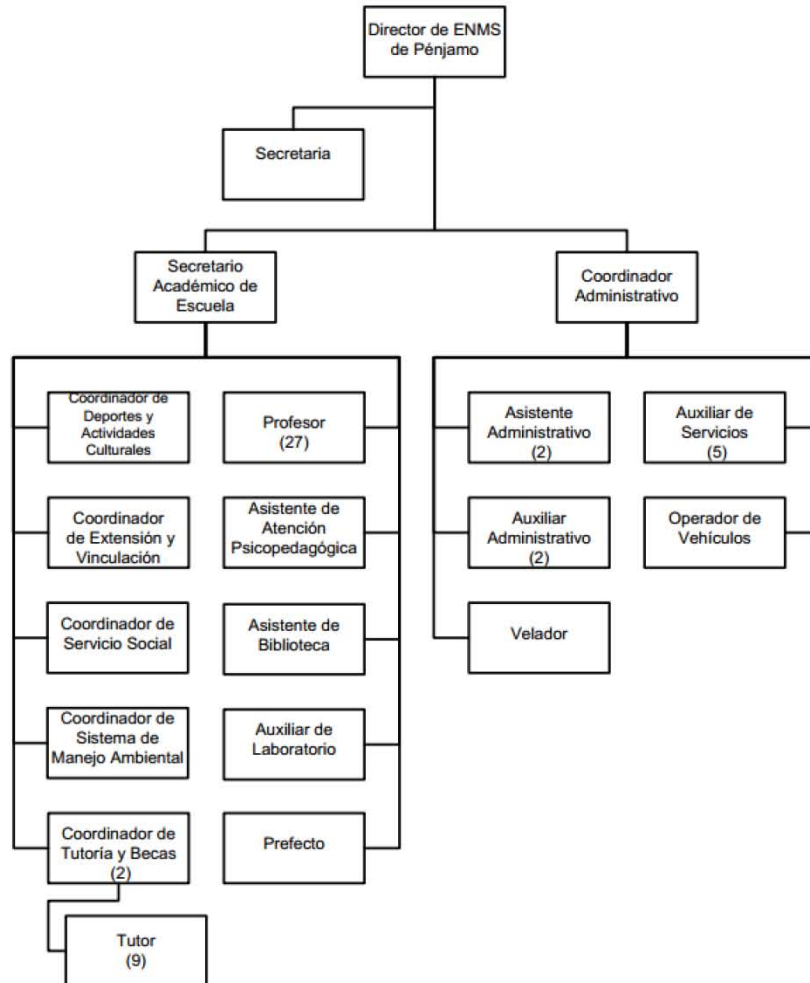 Director de ENMS
de Pénjamo
Secretaria
Secretario
Académico de
Escuela
Coordinador
Administrativo
Coordinador de
Deportes y
Actividades
Culturales
Profesor
(27)
Asistente
Administrativo
(2)
Auxiliar de
Servicios
(5)
Coordinador
de Extensión y
Vinculación
Asistente de
Atención
Psicopedagógica
Auxiliar
Administrativo
(2)
Operador de
Vehículos
Coordinador de
Servicio Social
Asistente de
Biblioteca
Velador
Coordinador de
Sistema de
Manejo Ambiental
Auxiliar de
Laboratorio
Coordinador de
Tutoría y Becas
(2)
Prefecto
Tutor
(9)